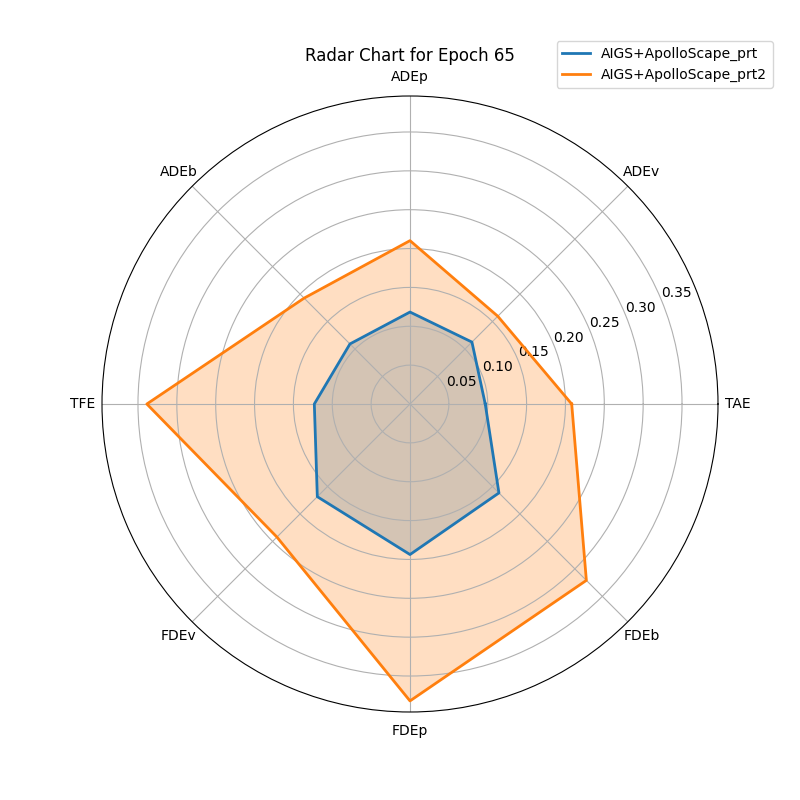 Radar Chart for Epoch 65
AIGS+ApolloScape_prt
AIGS+ApolloScape_prt2
ADEp
ADEb
ADEv
0.35
0.30
0.25
0.20
0.15
0.10
0.05
TFE
TAE
FDEv
FDEb
FDEp